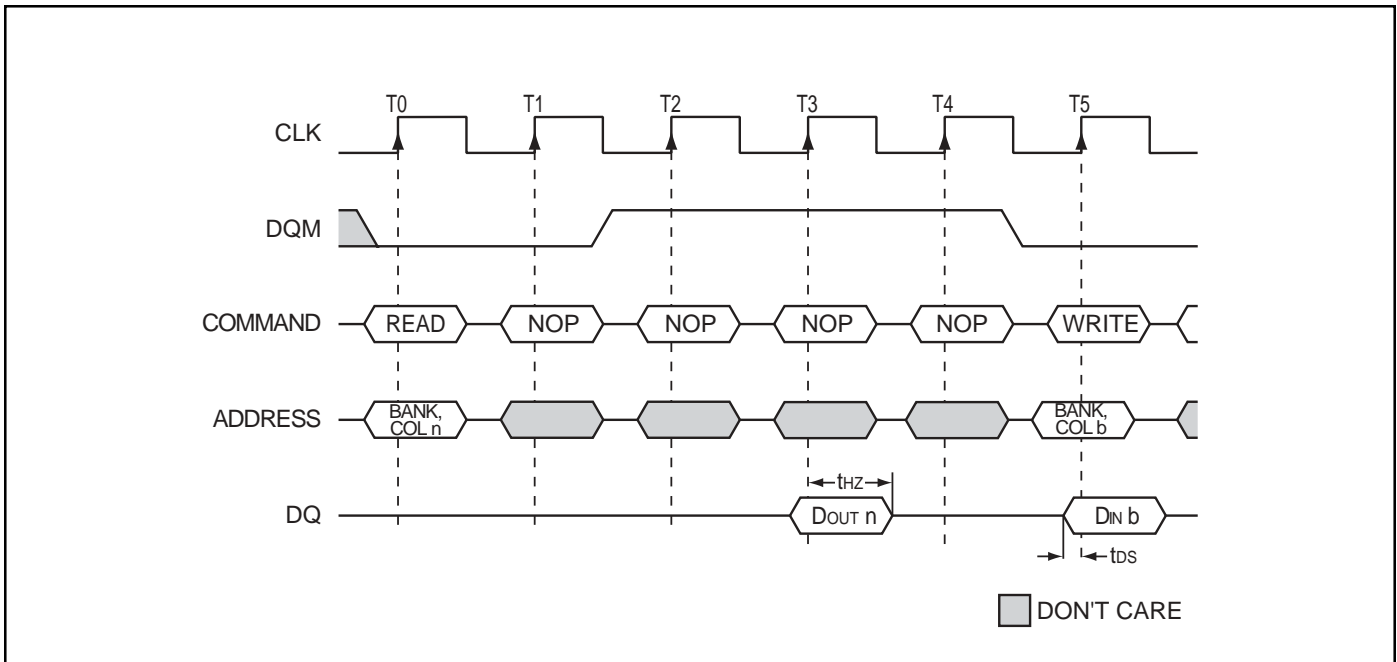 T0 T1 T2 T3 T4 T5
CLK
DQM
COMMAND READ NOP NOP NOP NOP WRITE
ADDRESS BANK, COL n BANK, COL b
tHZ
DQ DOUT n DIN b
tDS
DON'T CARE